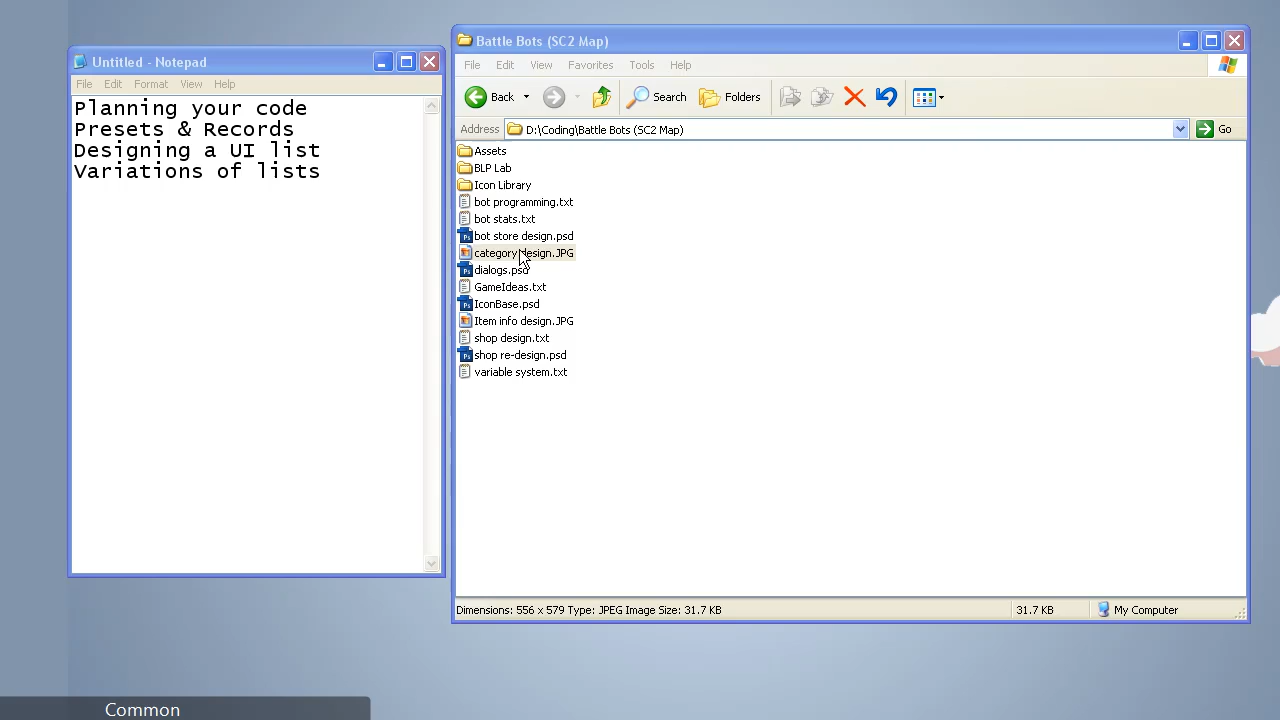 Untitled - Notepad
File Edit Format View Help
Planning your code
Presets & Records
Designing a UI list
Variations of lists
Battle Bots (SC2 Map)
File Edit View Favorites Tools Help
Back Search Folders
Address D:\Coding\Battle Bots (SC2 Map) Go
Assets
BLP Lab
Icon Library
bot programming.txt
bot stats.txt
bot store design.psd
category design.JPG
dialogs.psd
GameIdeas.txt
IconBase.psd
Item info design.JPG
shop design.txt
shop re-design.psd
variable system.txt
Dimensions: 556 x 579 Type: JPEG Image Size: 31.7 KB 31.7 KB My Computer
Common